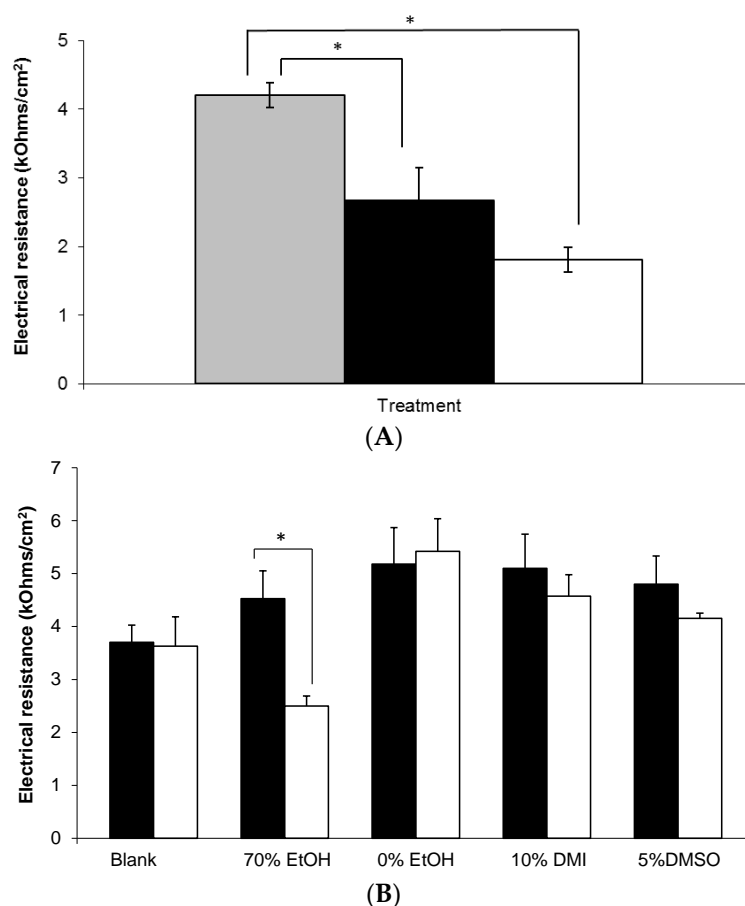 *
*
5
4
3
2
1
0
Electrical resistance (kOhms/cm²)
Treatment
(A)
7
6
5
4
3
2
1
0
Electrical resistance (kOhms/cm²)
*
Blank 70% EtOH 0% EtOH 10% DMI 5%DMSO
(B)